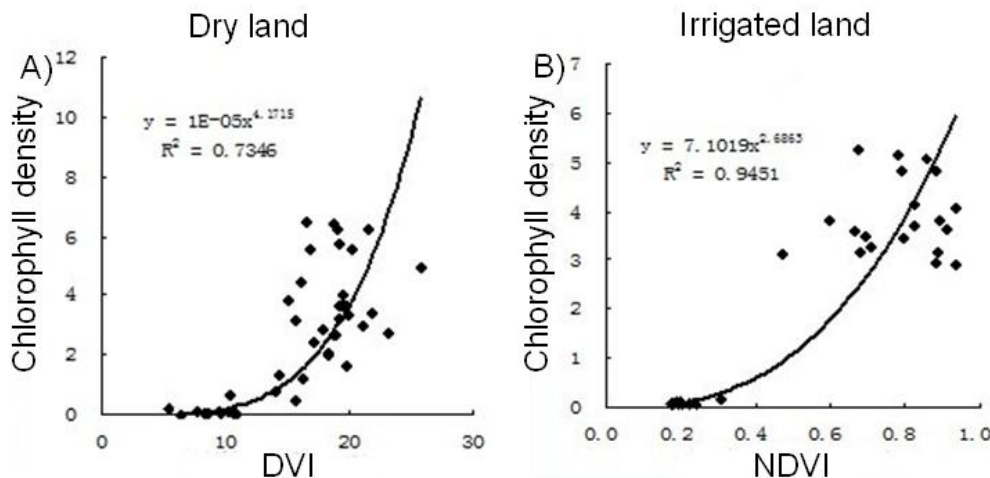 Dry land
A)
y = 1E-05x^4.1715
R² = 0.7346
Chlorophyll density
12
10
8
6
4
2
0
0 10 20 30
DVI
Irrigated land
B)
y = 7.1019x^2.6863
R² = 0.9451
Chlorophyll density
7
6
5
4
3
2
1
0
0.0 0.2 0.4 0.6 0.8 1.0
NDVI